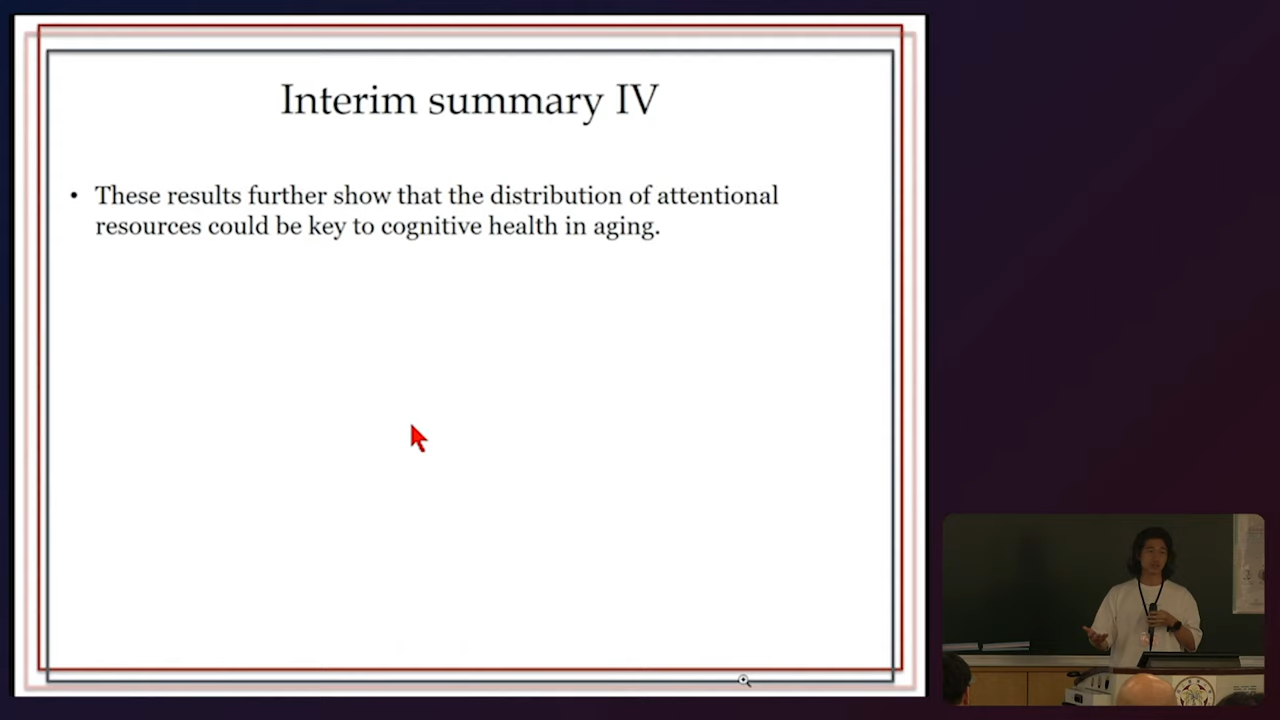 Interim summary IV
• These results further show that the distribution of attentional
resources could be key to cognitive health in aging.